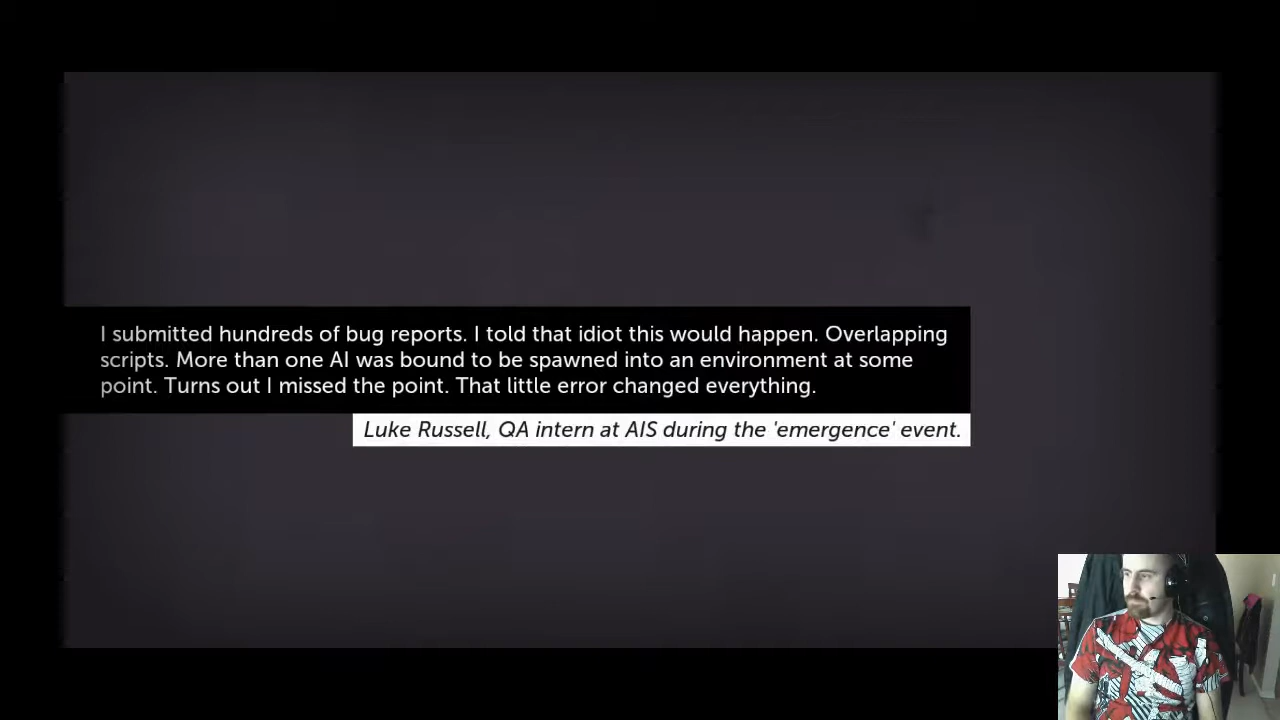 I submitted hundreds of bug reports. I told that idiot this would happen. Overlapping
scripts. More than one AI was bound to be spawned into an environment at some
point. Turns out I missed the point. That little error changed everything.
Luke Russell, QA intern at AIS during the 'emergence' event.